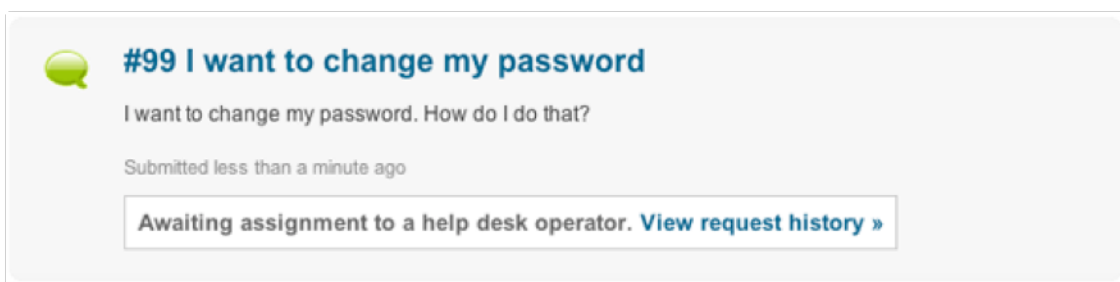 #99 I want to change my password
I want to change my password. How do I do that?
Submitted less than a minute ago
Awaiting assignment to a help desk operator. View request history »